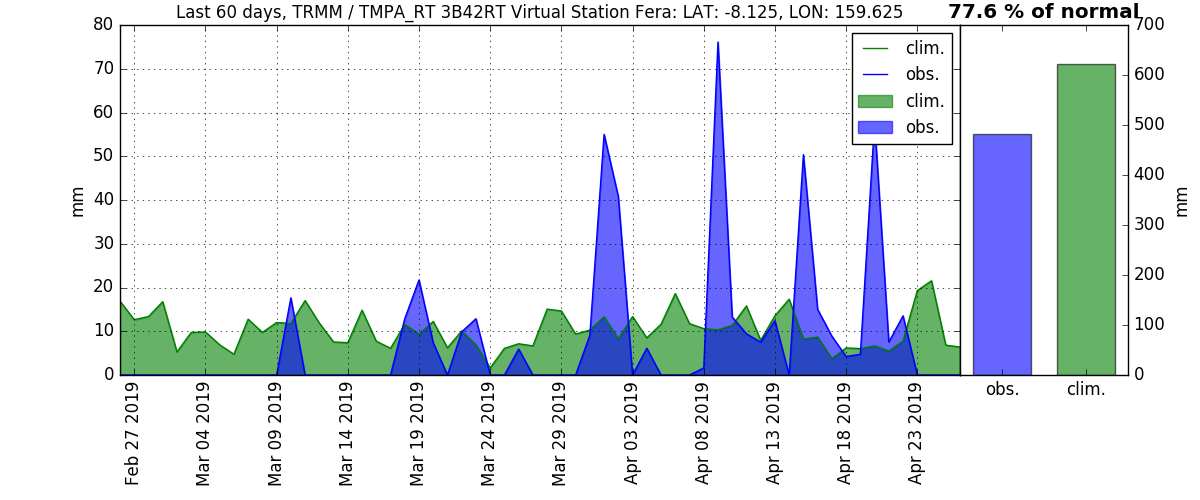 Last 60 days, TRMM / TMPA_RT 3B42RT Virtual Station Fera: LAT: -8.125, LON: 159.625
77.6 % of normal
80
70
60
50
40
30
20
10
0
mm
clim.
obs.
clim.
obs.
Feb 27 2019
Mar 04 2019
Mar 09 2019
Mar 14 2019
Mar 19 2019
Mar 24 2019
Mar 29 2019
Apr 03 2019
Apr 08 2019
Apr 13 2019
Apr 18 2019
Apr 23 2019
700
600
500
400
300
200
100
0
mm
obs.
clim.